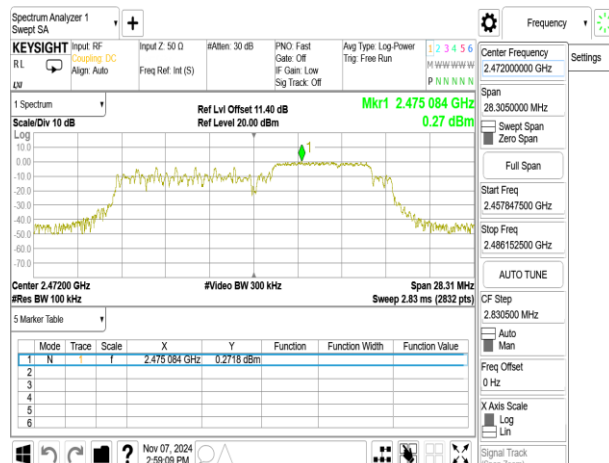 Spectrum Analyzer 1
Swept SA
Frequency
KEYSIGHT
RL
Input: RF
Coupling: DC
Align: Auto
Input Z: 50 Ω
Freq Ref: Int (S)
#Atten: 30 dB
PNO: Fast
Gate: Off
IF Gain: Low
Sig Track: Off
Avg Type: Log-Power
Trig: Free Run
1 2 3 4 5 6
M W W W W W
P N N N N N
Center Frequency
2.472000000 GHz
Settings
Span
28.3050000 MHz
Swept Span
Zero Span
Full Span
Start Freq
2.457847500 GHz
Stop Freq
2.486152500 GHz
AUTO TUNE
CF Step
2.830500 MHz
Auto
Man
Freq Offset
0 Hz
X Axis Scale
Log
Lin
Signal Track
1 Spectrum
Scale/Div 10 dB
Ref Lvl Offset 11.40 dB
Ref Level 20.00 dBm
Mkr1 2.475 084 GHz
0.27 dBm
Log
10.0
0.00
-10.0
-20.0
-30.0
-40.0
-50.0
-60.0
-70.0
1
Center 2.47200 GHz
#Res BW 100 kHz
#Video BW 300 kHz
Span 28.31 MHz
Sweep 2.83 ms (2832 pts)
5 Marker Table
Mode Trace Scale X Y Function Function Width Function Value
1 N 1 f 2.475 084 GHz 0.2718 dBm
2
3
4
5
6
?
Nov 07, 2024
2:59:09 PM